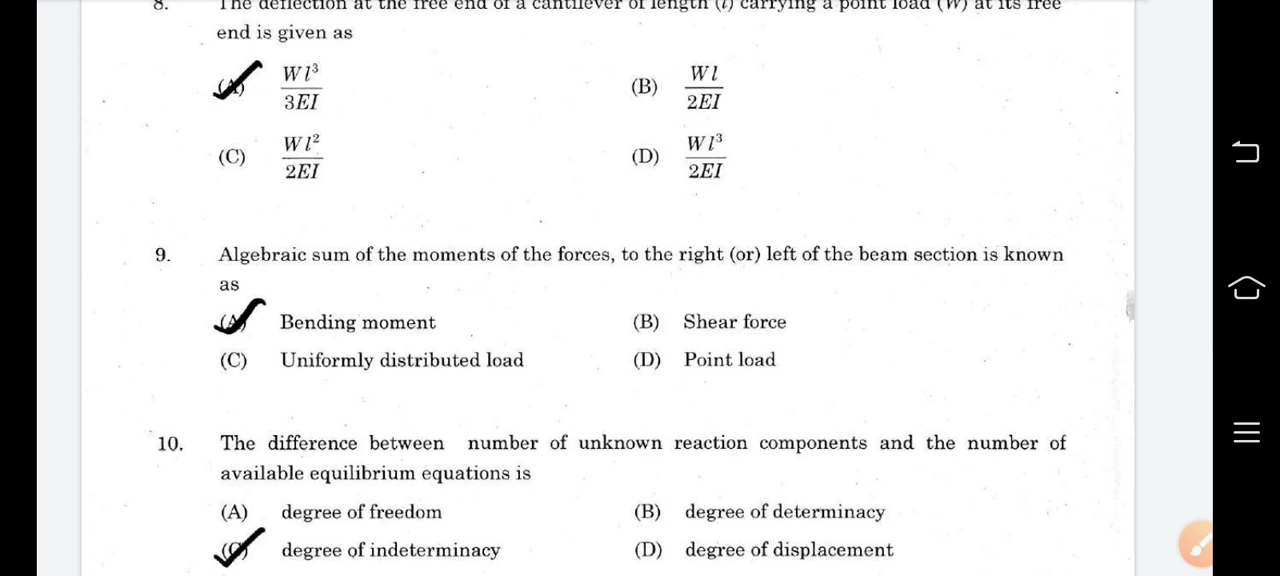 8. The deflection at the free end of a cantilever of length (l) carrying a point load (W) at its free
end is given as
(A) Wl³/3EI (B) Wl/2EI
(C) Wl²/2EI (D) Wl³/2EI
9. Algebraic sum of the moments of the forces, to the right (or) left of the beam section is known
as
(A) Bending moment (B) Shear force
(C) Uniformly distributed load (D) Point load
10. The difference between number of unknown reaction components and the number of
available equilibrium equations is
(A) degree of freedom (B) degree of determinacy
(C) degree of indeterminacy (D) degree of displacement